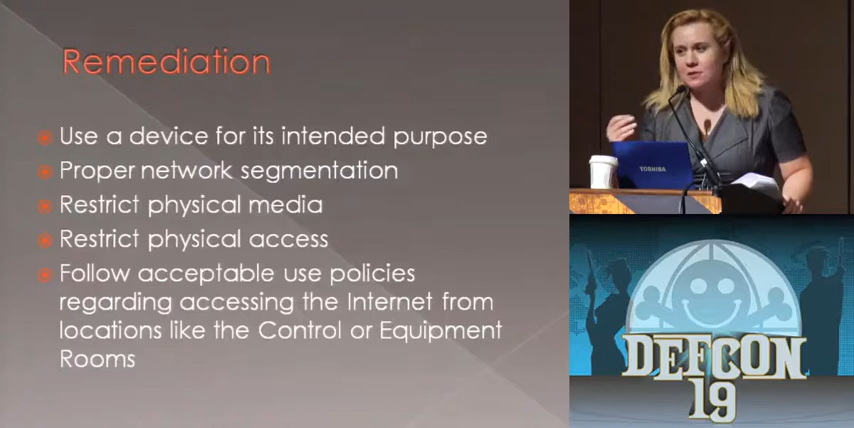 Remediation
Use a device for its intended purpose
Proper network segmentation
Restrict physical media
Restrict physical access
Follow acceptable use policies
regarding accessing the Internet from
locations like the Control or Equipment
Rooms
TOSHIBA
DEFCON
19